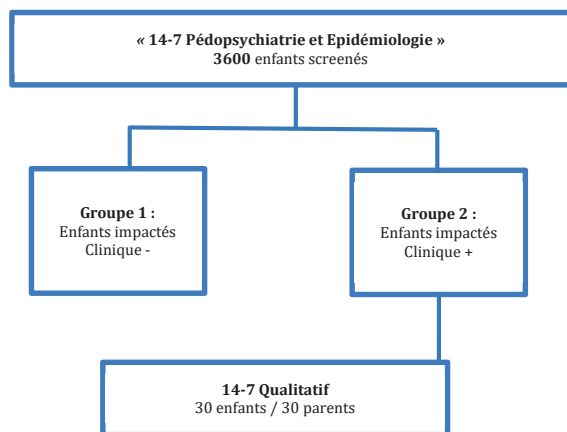 « 14-7 Pédopsychiatrie et Epidémiologie »
3600 enfants screenés
Groupe 1 :
Enfants impactés
Clinique -
Groupe 2 :
Enfants impactés
Clinique +
14-7 Qualitatif
30 enfants / 30 parents